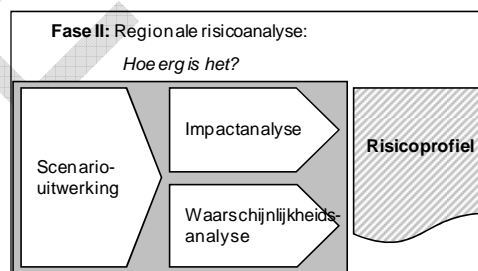 Fase II: Regionale risicoanalyse:
Hoe erg is het?
Scenario-
uitwerking
Impactanalyse
Waarschijnlijkheids-
analyse
Risicoprofiel